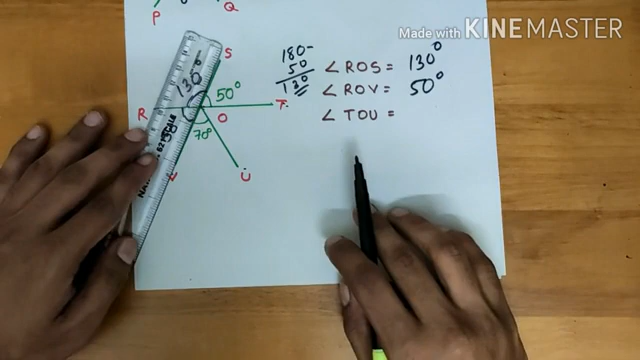 Made with KINEMASTER
P
Q
S
180-
50
130
∠ROS = 130°
∠ROV = 50°
∠TOU =
130°
50°
R
O
T
70°
U